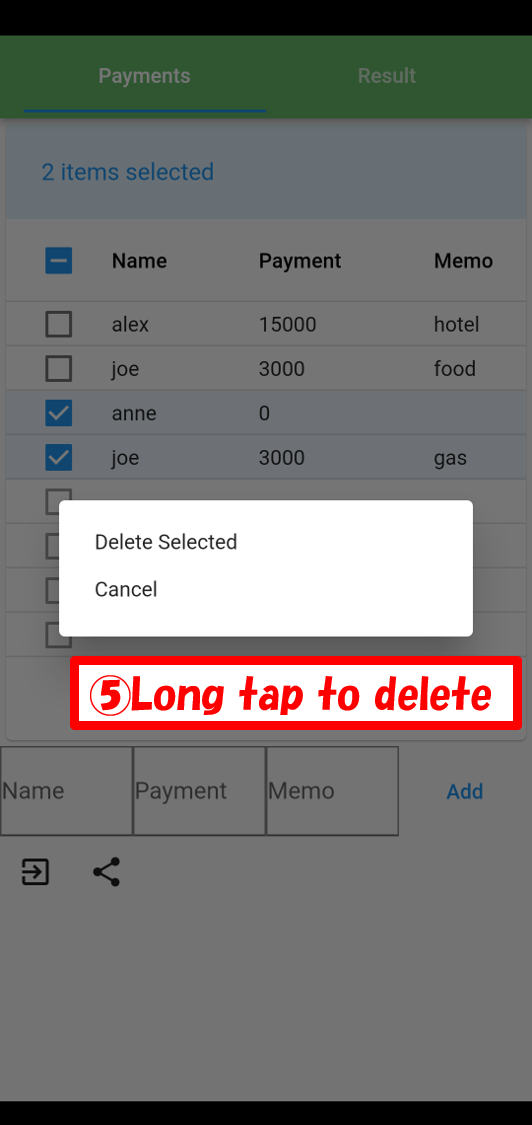 Payments Result
2 items selected
Name Payment Memo
alex 15000 hotel
joe 3000 food
anne 0
joe 3000 gas
Delete Selected
Cancel
⑤Long tap to delete
Name Payment Memo Add